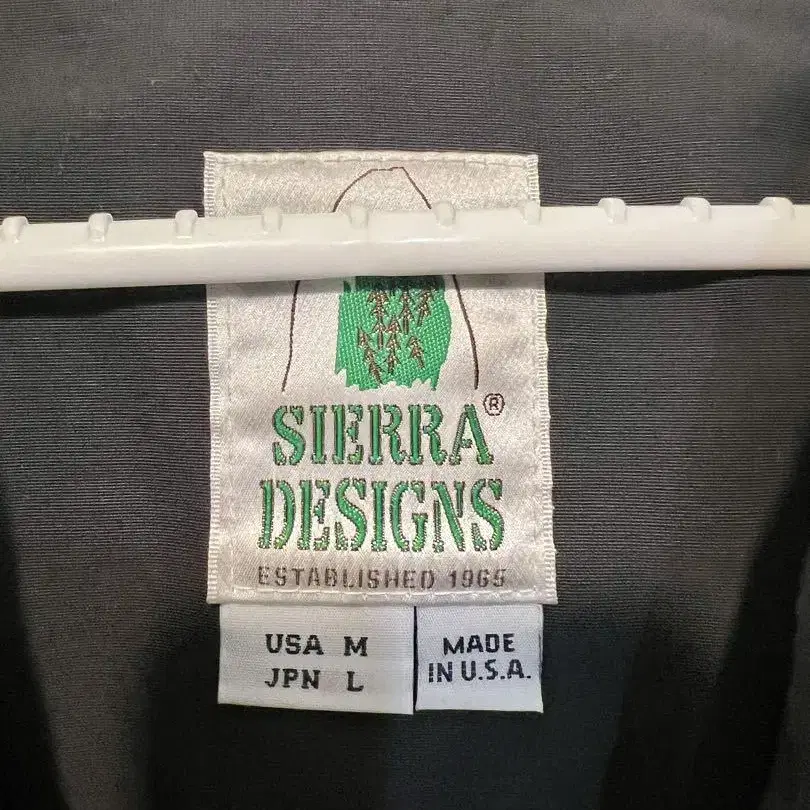 SIERRA®
DESIGNS
ESTABLISHED 1965
USA M
JPN L
MADE
IN U.S.A.